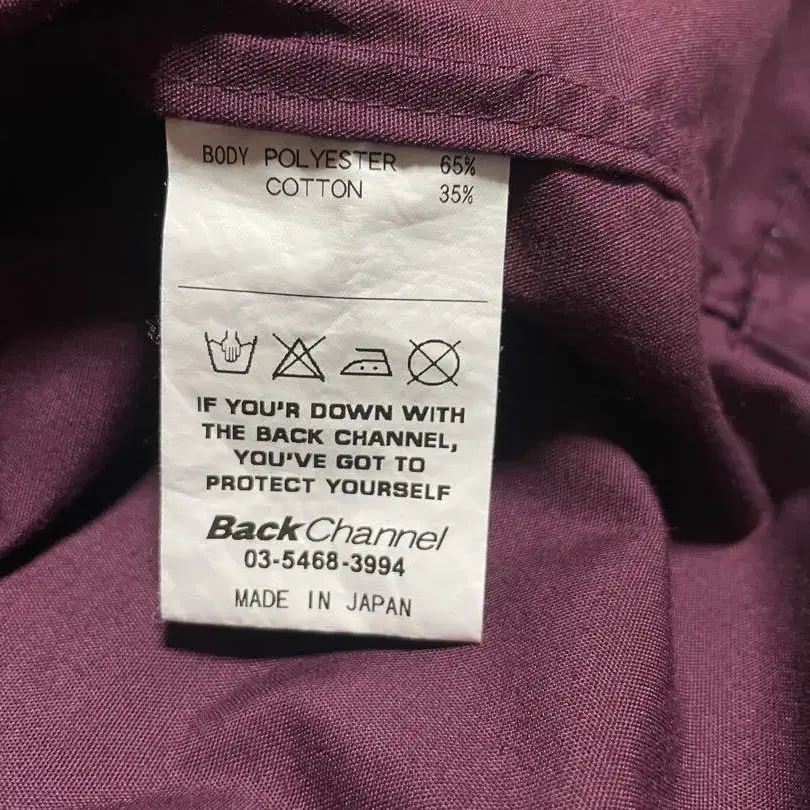 BODY POLYESTER 65%
COTTON 35%
IF YOU'R DOWN WITH
THE BACK CHANNEL,
YOU'VE GOT TO
PROTECT YOURSELF
BackChannel
03-5468-3994
MADE IN JAPAN